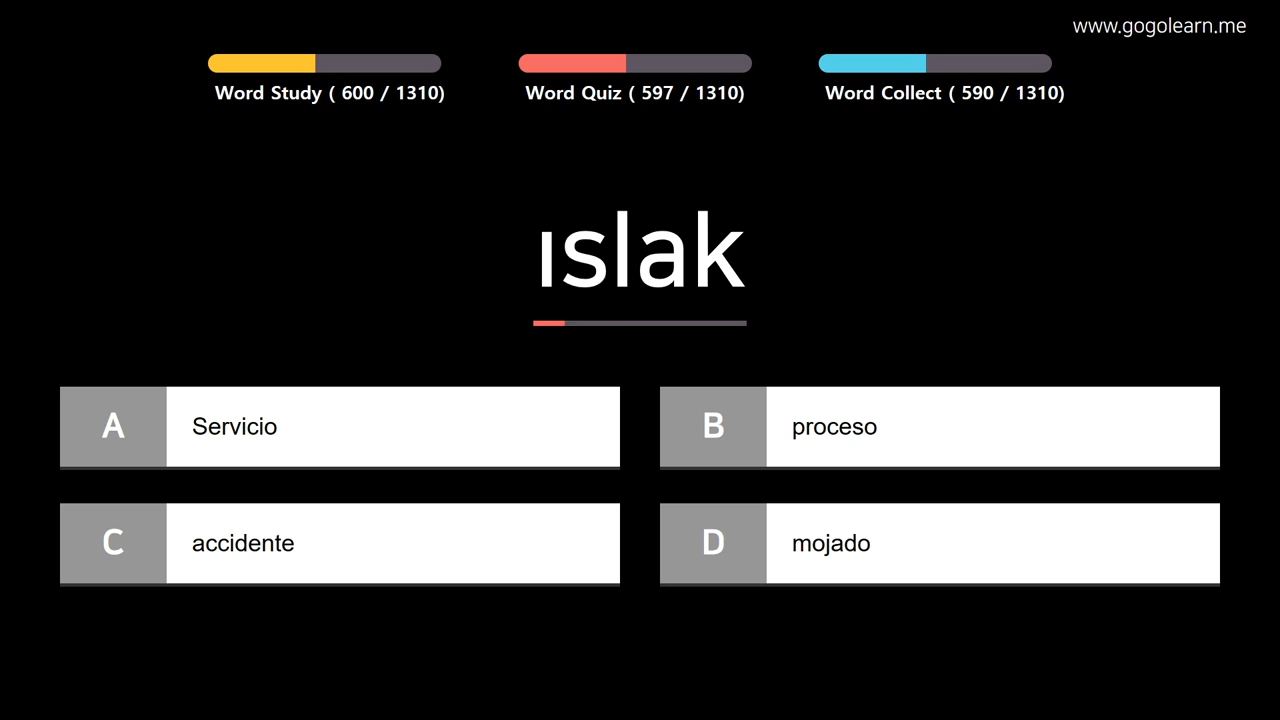 www.gogolearn.me
Word Study ( 600 / 1310)
Word Quiz ( 597 / 1310)
Word Collect ( 590 / 1310)
ıslak
A Servicio
B proceso
C accidente
D mojado